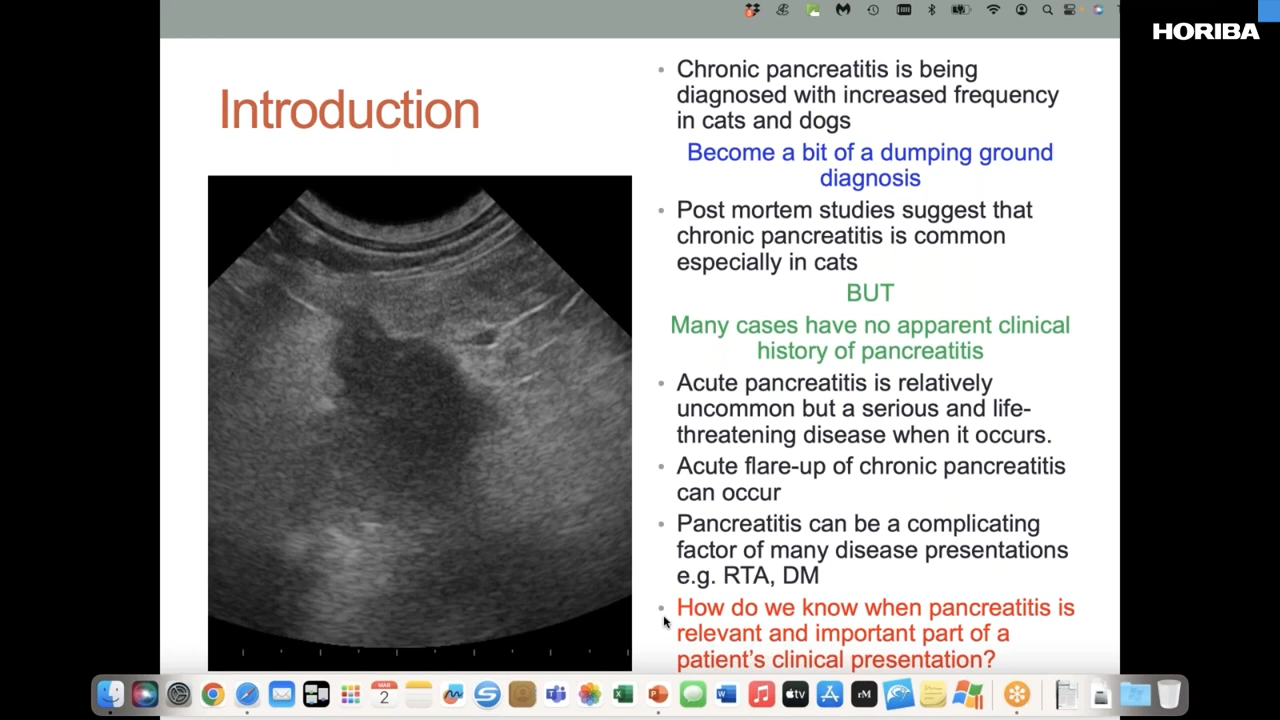 HORIBA
Introduction
Chronic pancreatitis is being
diagnosed with increased frequency
in cats and dogs
Become a bit of a dumping ground
diagnosis
Post mortem studies suggest that
chronic pancreatitis is common
especially in cats
BUT
Many cases have no apparent clinical
history of pancreatitis
Acute pancreatitis is relatively
uncommon but a serious and life-
threatening disease when it occurs.
Acute flare-up of chronic pancreatitis
can occur
Pancreatitis can be a complicating
factor of many disease presentations
e.g. RTA, DM
How do we know when pancreatitis is
relevant and important part of a
patient's clinical presentation?
MAR
2
tv
rM